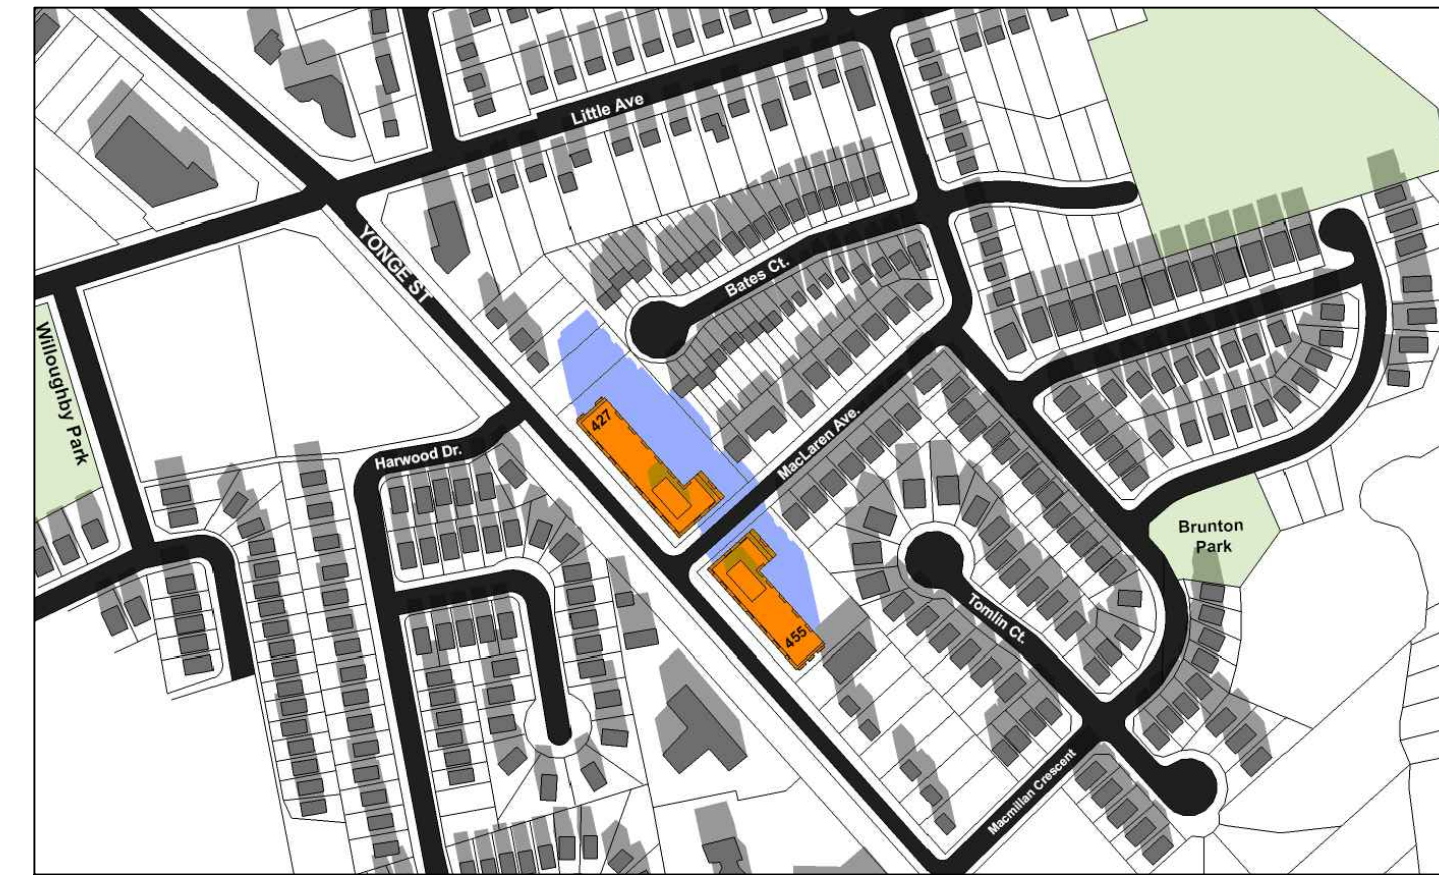 Little Ave
YONGE ST
Bates Ct.
Willoughby Park
427
MacLaren Ave.
Harwood Dr.
Brunton
Park
Tomlin Ct.
455
Macmillan Crescent